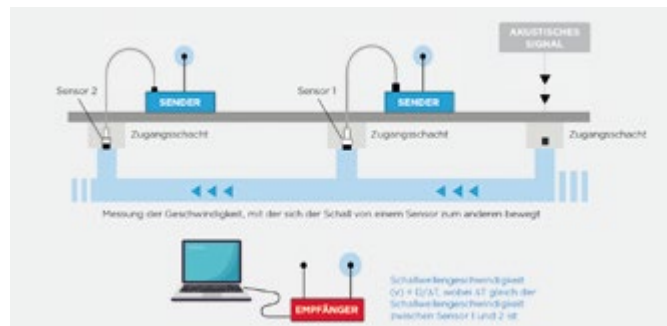 AKUSTISCHES
SIGNAL
Sensor 2
SENDER
Sensor 1
SENDER
Zugangsschacht
Zugangsschacht
Zugangsschacht
Messung der Geschwindigkeit, mit der sich der Schall von einem Sensor zum anderen bewegt
EMPFÄNGER
Schallwellengeschwindigkeit
(v) = D/ΔT, wobei ΔT gleich der
Schallwellengeschwindigkeit
zwischen Sensor 1 und 2 ist